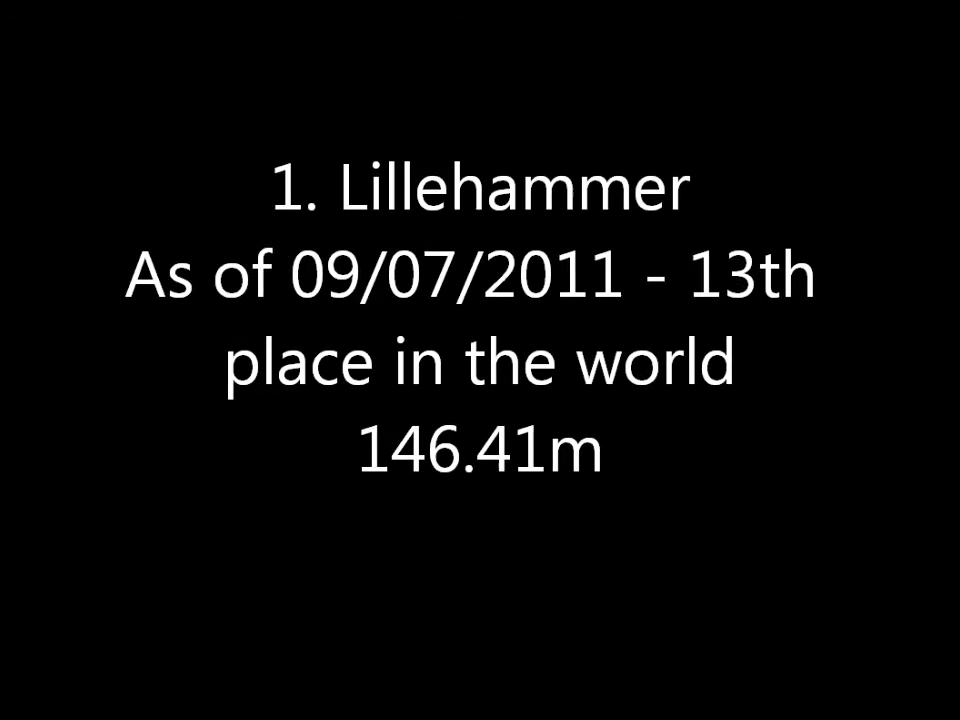 1. Lillehammer
As of 09/07/2011 - 13th
place in the world
146.41m